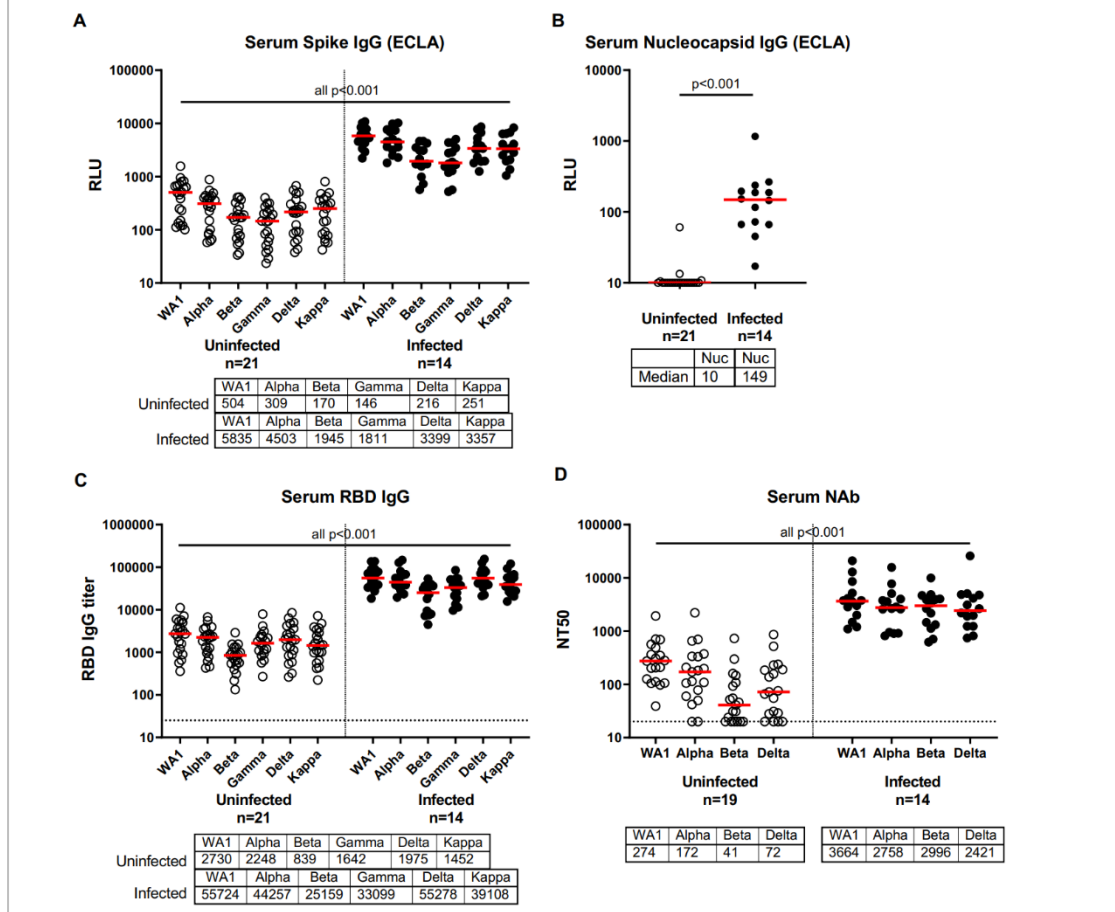 A
Serum Spike IgG (ECLA)
RLU
100000
10000
1000
100
10
all p<0.001
WA1
Alpha
Beta
Gamma
Delta
Kappa
WA1
Alpha
Beta
Gamma
Delta
Kappa
Uninfected
n=21
Infected
n=14
WA1 Alpha Beta Gamma Delta Kappa
Uninfected 504 309 170 146 216 251
WA1 Alpha Beta Gamma Delta Kappa
Infected 5835 4503 1945 1811 3399 3357
B
Serum Nucleocapsid IgG (ECLA)
RLU
10000
1000
100
10
p<0.001
Uninfected
n=21
Infected
n=14
Nuc Nuc
Median 10 149
C
Serum RBD IgG
RBD IgG titer
1000000
100000
10000
1000
100
10
all p<0.001
WA1
Alpha
Beta
Gamma
Delta
Kappa
WA1
Alpha
Beta
Gamma
Delta
Kappa
Uninfected
n=21
Infected
n=14
WA1 Alpha Beta Gamma Delta Kappa
Uninfected 2730 2248 839 1642 1975 1452
WA1 Alpha Beta Gamma Delta Kappa
Infected 55724 44257 25159 33099 55278 39108
D
Serum NAb
NT50
100000
10000
1000
100
10
all p<0.001
WA1 Alpha Beta Delta
WA1 Alpha Beta Delta
Uninfected
n=19
Infected
n=14
WA1 Alpha Beta Delta
274 172 41 72
WA1 Alpha Beta Delta
3664 2758 2996 2421